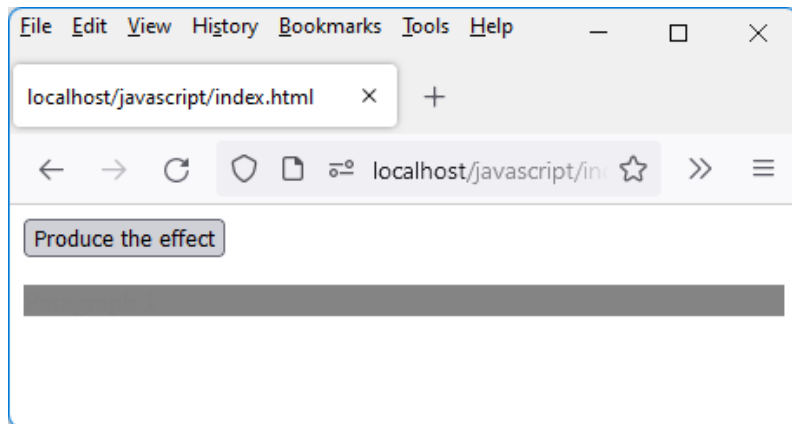 File Edit View History Bookmarks Tools Help
localhost/javascript/index.html
localhost/javascript/in
Produce the effect